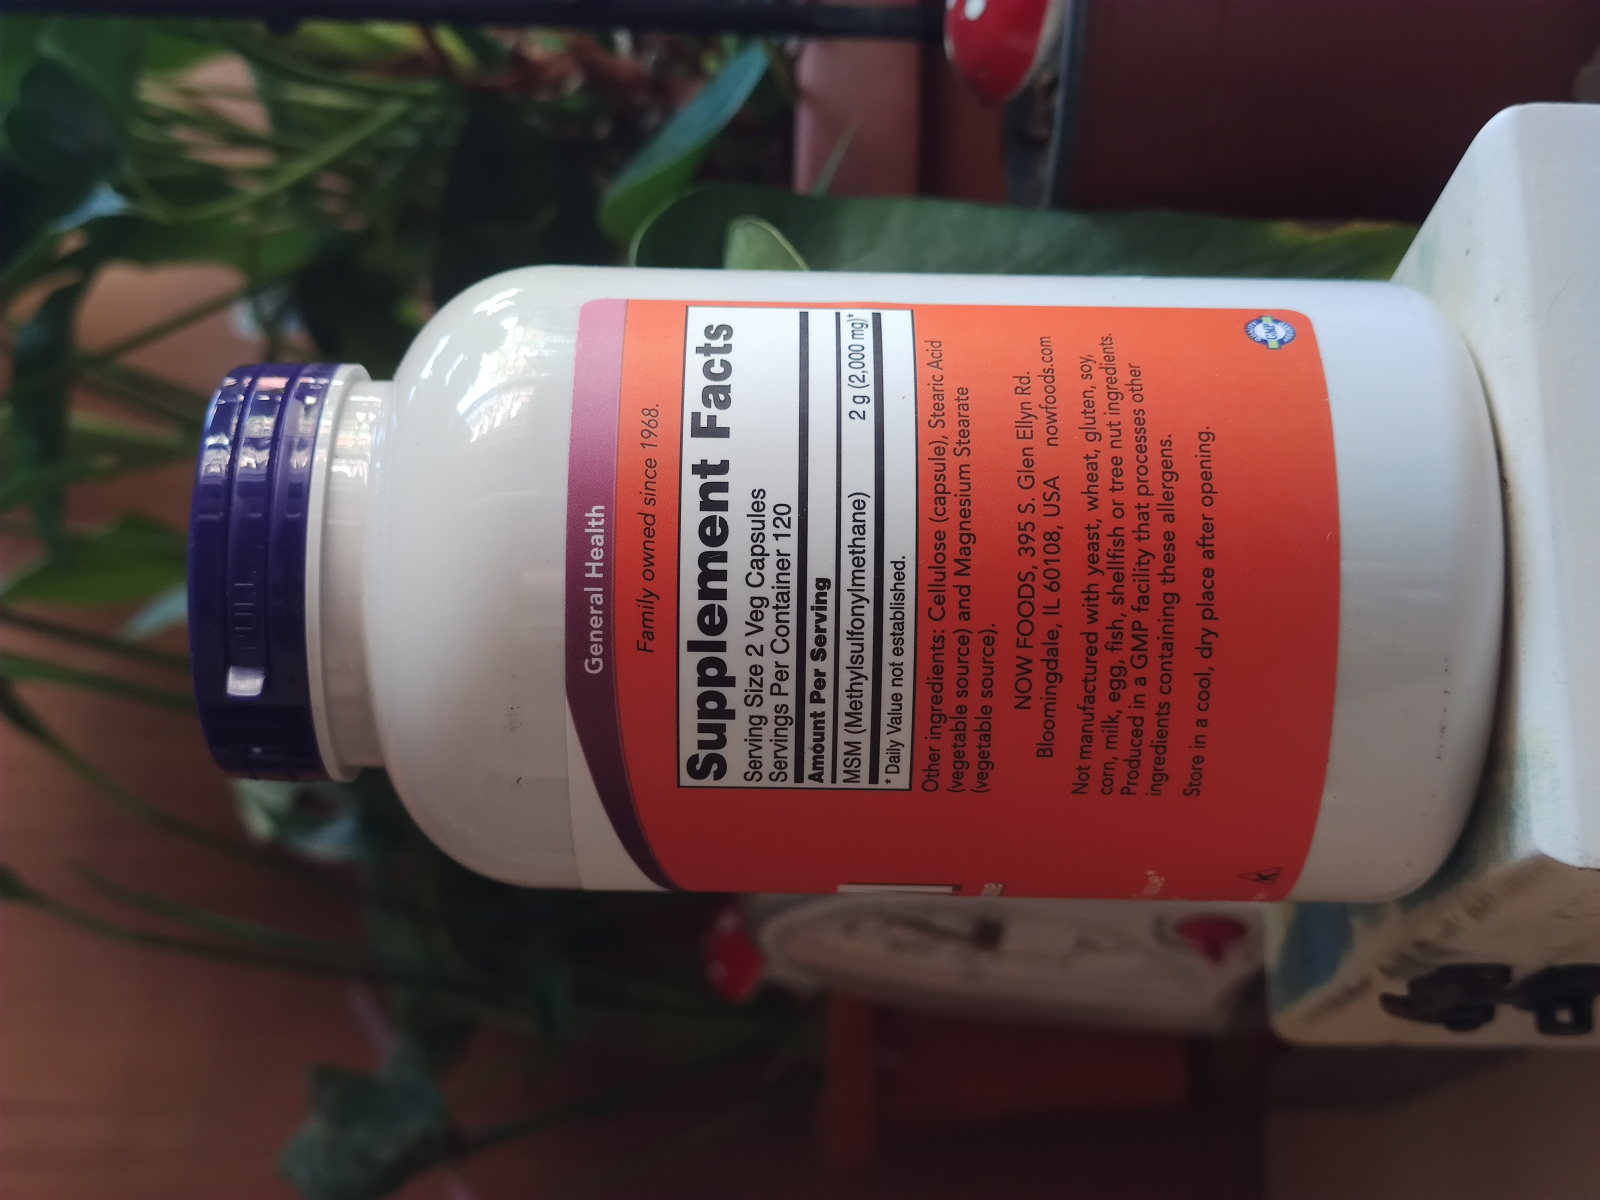 PULL
General Health
Family owned since 1968.
Supplement Facts
Serving Size 2 Veg Capsules
Servings Per Container 120
Amount Per Serving
MSM (Methylsulfonylmethane) 2 g (2,000 mg)*
* Daily Value not established.
Other ingredients: Cellulose (capsule), Stearic Acid
(vegetable source) and Magnesium Stearate
(vegetable source).
NOW FOODS, 395 S. Glen Ellyn Rd.
Bloomingdale, IL 60108, USA nowfoods.com
Not manufactured with yeast, wheat, gluten, soy,
corn, milk, egg, fish, shellfish or tree nut ingredients.
Produced in a GMP facility that processes other
ingredients containing these allergens.
Store in a cool, dry place after opening.
GMP
K